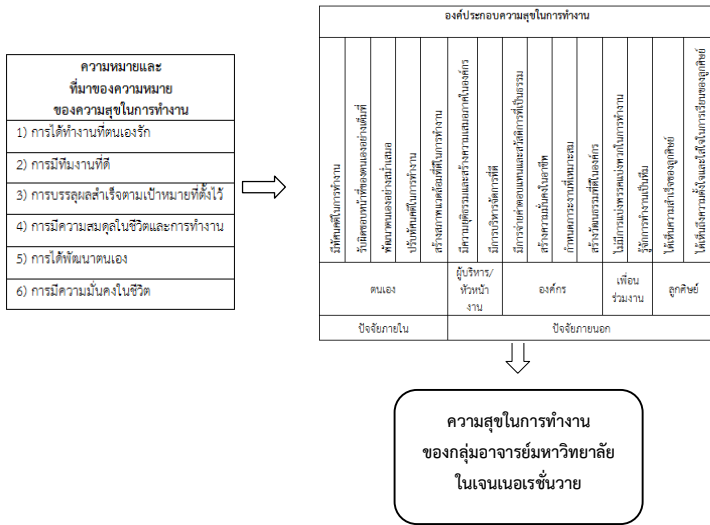 ความหมายและ
ที่มาของความหมาย
ของความสุขในการทำงาน
1) การได้ทำงานที่ตนเองรัก
2) การมีทีมงานที่ดี
3) การบรรลุผลสำเร็จตามเป้าหมายที่ตั้งไว้
4) การมีความสมดุลในชีวิตและการทำงาน
5) การได้พัฒนาตนเอง
6) การมีความมั่นคงในชีวิต
องค์ประกอบความสุขในการทำงาน
มีทัศนคติในการทำงาน
รับผิดชอบหน้าที่ของตนเองอย่างเต็มที่
พัฒนาตนเองอย่างสม่ำเสมอ
ปรับทัศนคติในการทำงาน
สร้างสภาพแวดล้อมที่ดีในการทำงาน
มีความยุติธรรมและสร้างความเสมอภาคในองค์กร
มีการบริหารจัดการที่ดี
มีการจ่ายค่าตอบแทนและสวัสดิการที่เป็นธรรม
สร้างความมั่นคงในอาชีพ
กำหนดภาระงานที่เหมาะสม
สร้างวัฒนธรรมที่ดีในองค์กร
ไม่มีการแบ่งพรรคแบ่งพวกในการทำงาน
รู้จักการทำงานเป็นทีม
ได้เห็นความสำเร็จของลูกศิษย์
ได้เห็นถึงความตั้งใจและใส่ใจในการเรียนของลูกศิษย์
ตนเอง
ผู้บริหาร/
หัวหน้า
งาน
องค์กร
เพื่อน
ร่วมงาน
ลูกศิษย์
ปัจจัยภายใน
ปัจจัยภายนอก
ความสุขในการทำงาน
ของกลุ่มอาจารย์มหาวิทยาลัย
ในเจนเนอเรชั่นวาย